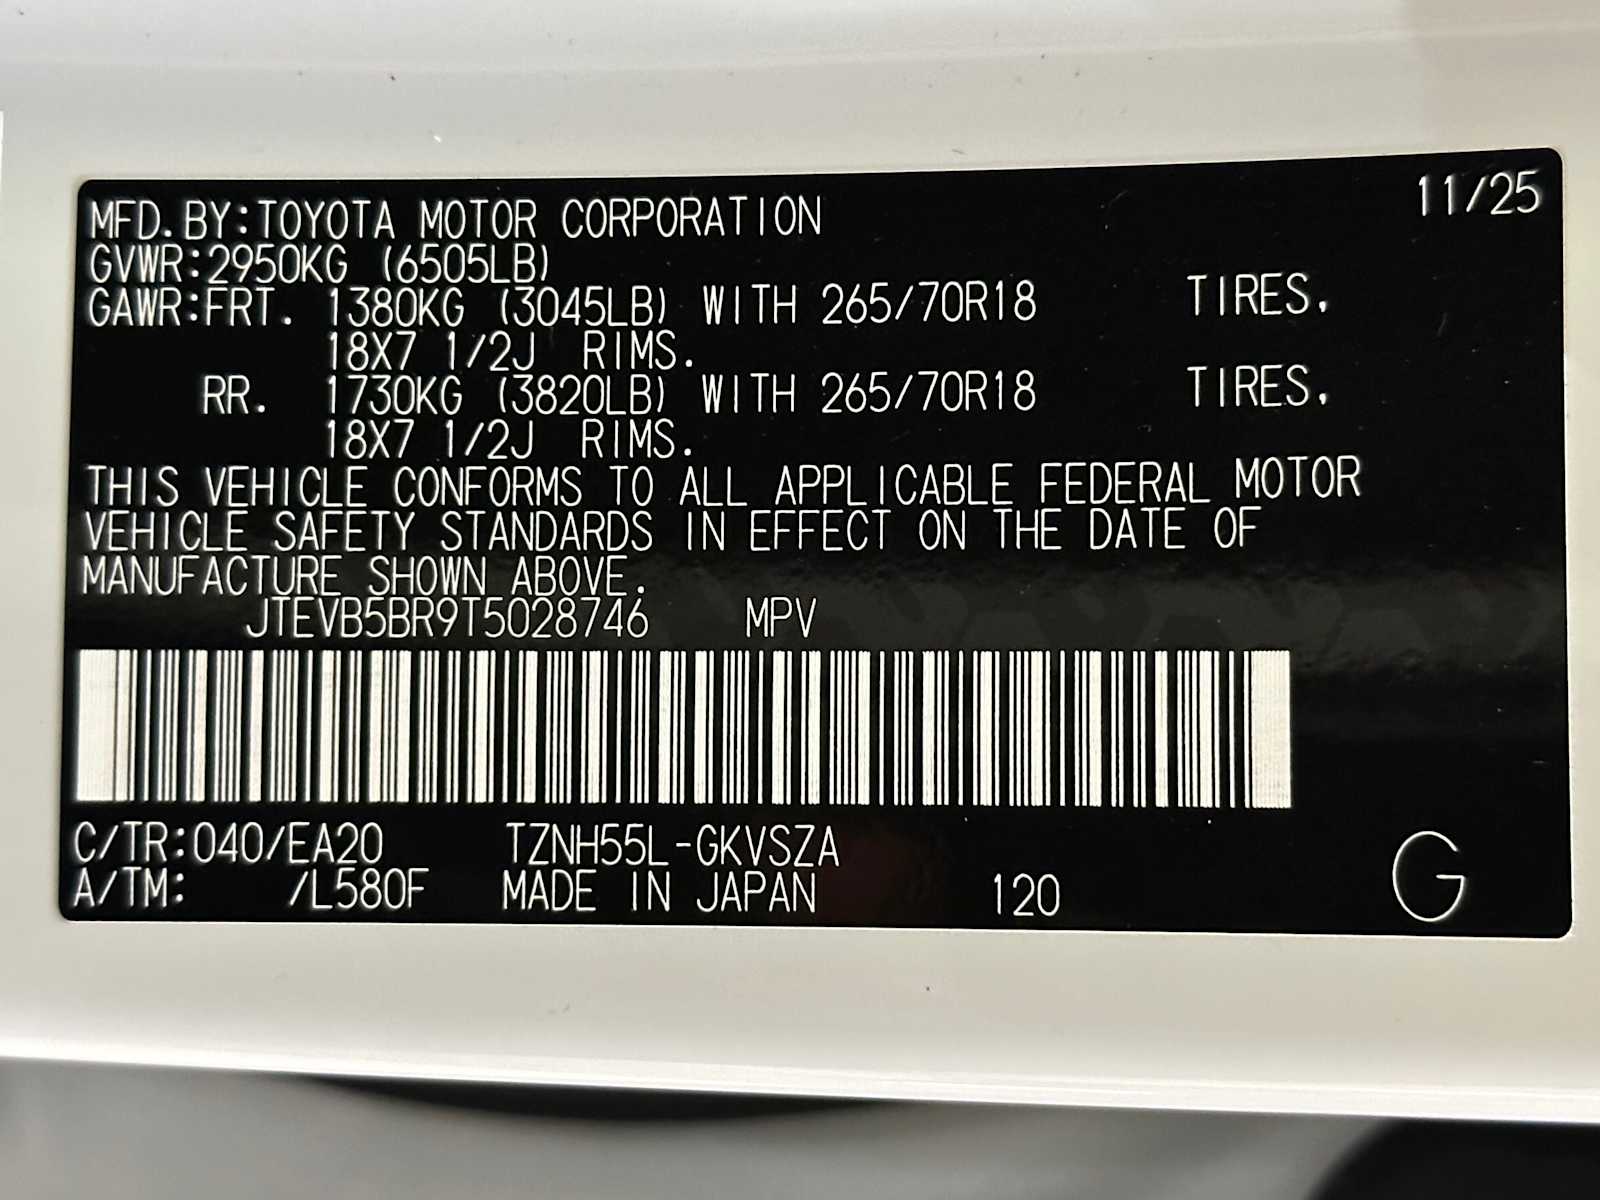 11/25
MFD.BY:TOYOTA MOTOR CORPORATION
GVWR:2950KG (6505LB)
GAWR:FRT. 1380KG (3045LB) WITH 265/70R18 TIRES,
18X7 1/2J RIMS.
RR. 1730KG (3820LB) WITH 265/70R18 TIRES,
18X7 1/2J RIMS.
THIS VEHICLE CONFORMS TO ALL APPLICABLE FEDERAL MOTOR
VEHICLE SAFETY STANDARDS IN EFFECT ON THE DATE OF
MANUFACTURE SHOWN ABOVE.
JTEVB5BR9T5028746 MPV
C/TR:040/EA20 TZNH55L-GKVSZA
A/TM: /L580F MADE IN JAPAN 120
G